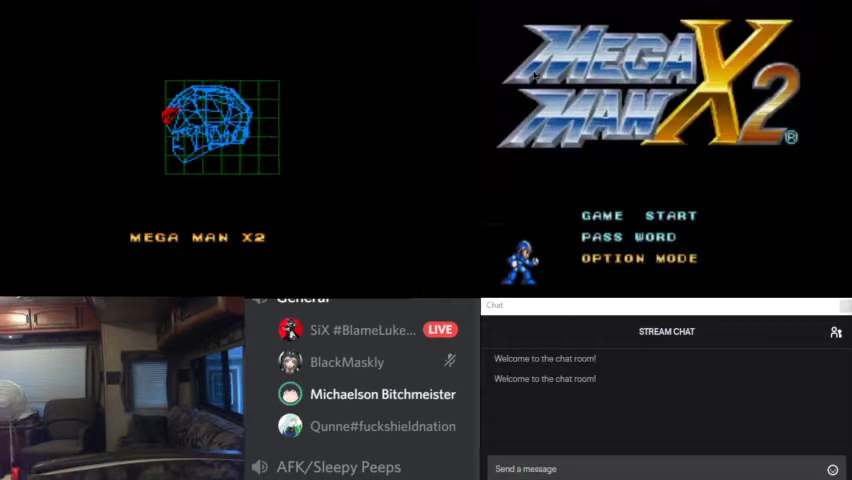 MEGA
MAN X2
®
MEGA MAN X2
GAME START
PASS WORD
OPTION MODE
General
SiX #BlameLuke... LIVE
BlackMaskly
Michaelson Bitchmeister
Qunne#fuckshieldnation
AFK/Sleepy Peeps
Chat
STREAM CHAT
Welcome to the chat room!
Welcome to the chat room!
Send a message